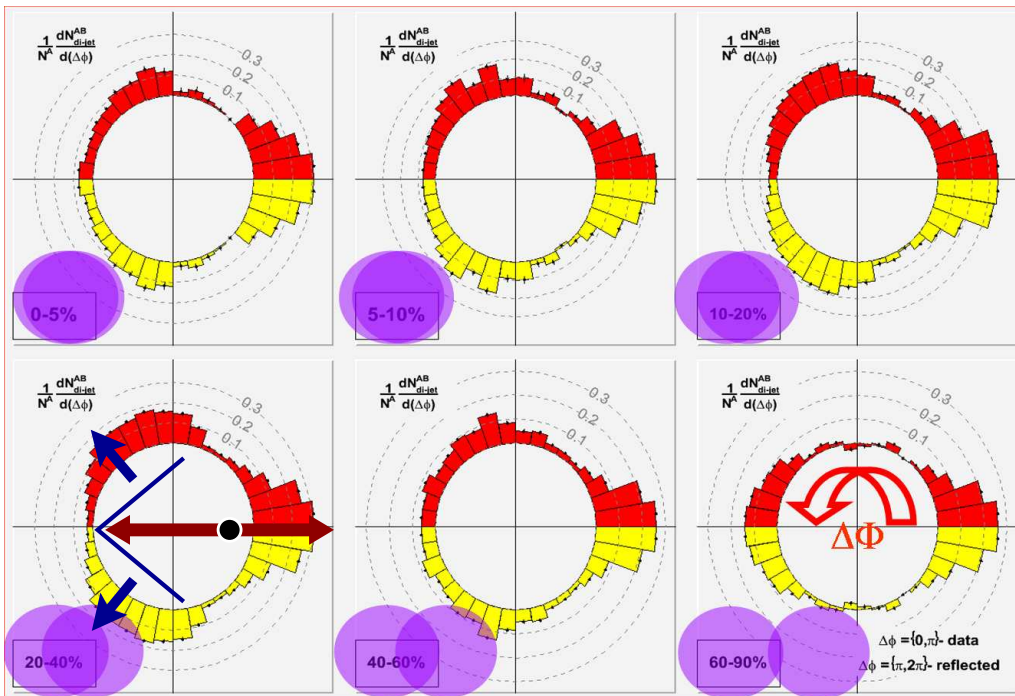 1/N^A dN^AB_di-jet/d(Δϕ)
0.3
0.2
0.1
0-5%
1/N^A dN^AB_di-jet/d(Δϕ)
0.3
0.2
0.1
5-10%
1/N^A dN^AB_di-jet/d(Δϕ)
0.3
0.2
0.1
10-20%
1/N^A dN^AB_di-jet/d(Δϕ)
0.3
0.2
0.1
20-40%
1/N^A dN^AB_di-jet/d(Δϕ)
0.3
0.2
0.1
40-60%
1/N^A dN^AB_di-jet/d(Δϕ)
0.3
0.2
0.1
ΔΦ
60-90%
Δϕ ={0,π}- data
Δϕ ={π,2π}- reflected